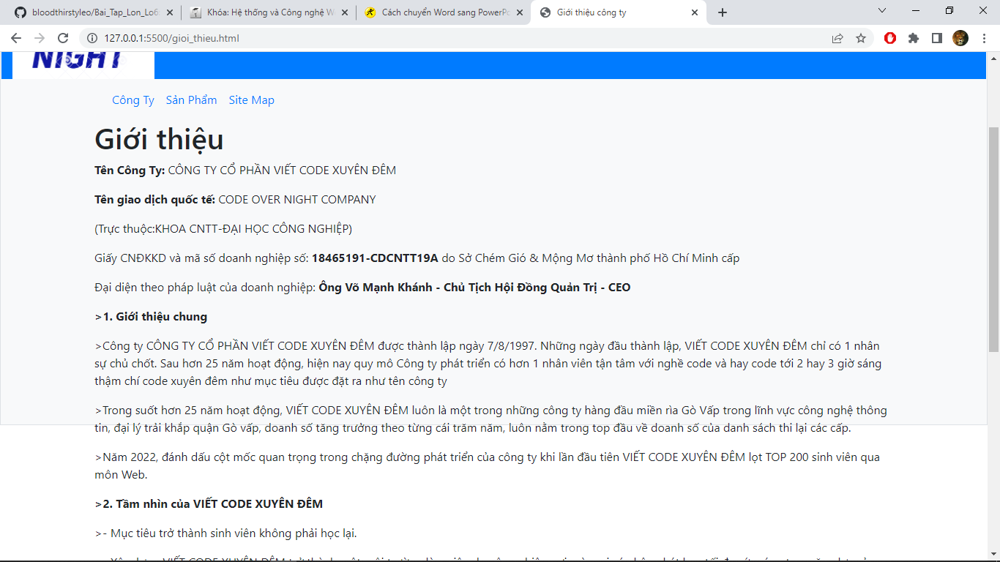 bloodthirstyleo/Bai_Tap_Lon_Lo6
Khóa: Hệ thống và Công nghệ W
Cách chuyển Word sang PowerPo
Giới thiệu công ty
127.0.0.1:5500/gioi_thieu.html
NIGHT
Công Ty Sản Phẩm Site Map
Giới thiệu
Tên Công Ty: CÔNG TY CỔ PHẦN VIẾT CODE XUYÊN ĐÊM
Tên giao dịch quốc tế: CODE OVER NIGHT COMPANY
(Trực thuộc:KHOA CNTT-ĐẠI HỌC CÔNG NGHIỆP)
Giấy CNĐKKD và mã số doanh nghiệp số: 18465191-CDCNTT19A do Sở Chém Gió & Mộng Mơ thành phố Hồ Chí Minh cấp
Đại diện theo pháp luật của doanh nghiệp: Ông Võ Mạnh Khánh - Chủ Tịch Hội Đồng Quản Trị - CEO
>1. Giới thiệu chung
>Công ty CÔNG TY CỔ PHẦN VIẾT CODE XUYÊN ĐÊM được thành lập ngày 7/8/1997. Những ngày đầu thành lập, VIẾT CODE XUYÊN ĐÊM chỉ có 1 nhân
sự chủ chốt. Sau hơn 25 năm hoạt động, hiện nay quy mô Công ty phát triển có hơn 1 nhân viên tận tâm với nghề code và hay code tới 2 hay 3 giờ sáng
thậm chí code xuyên đêm như mục tiêu được đặt ra như tên công ty
>Trong suốt hơn 25 năm hoạt động, VIẾT CODE XUYÊN ĐÊM luôn là một trong những công ty hàng đầu miền rìa Gò Vấp trong lĩnh vực công nghệ thông
tin, đại lý trải khắp quận Gò vấp, doanh số tăng trưởng theo từng cái trăm năm, luôn nằm trong top đầu về doanh số của danh sách thi lại các cấp.
>Năm 2022, đánh dấu cột mốc quan trọng trong chặng đường phát triển của công ty khi lần đầu tiên VIẾT CODE XUYÊN ĐÊM lọt TOP 200 sinh viên qua
môn Web.
>2. Tầm nhìn của VIẾT CODE XUYÊN ĐÊM
>- Mục tiêu trở thành sinh viên không phải học lại.